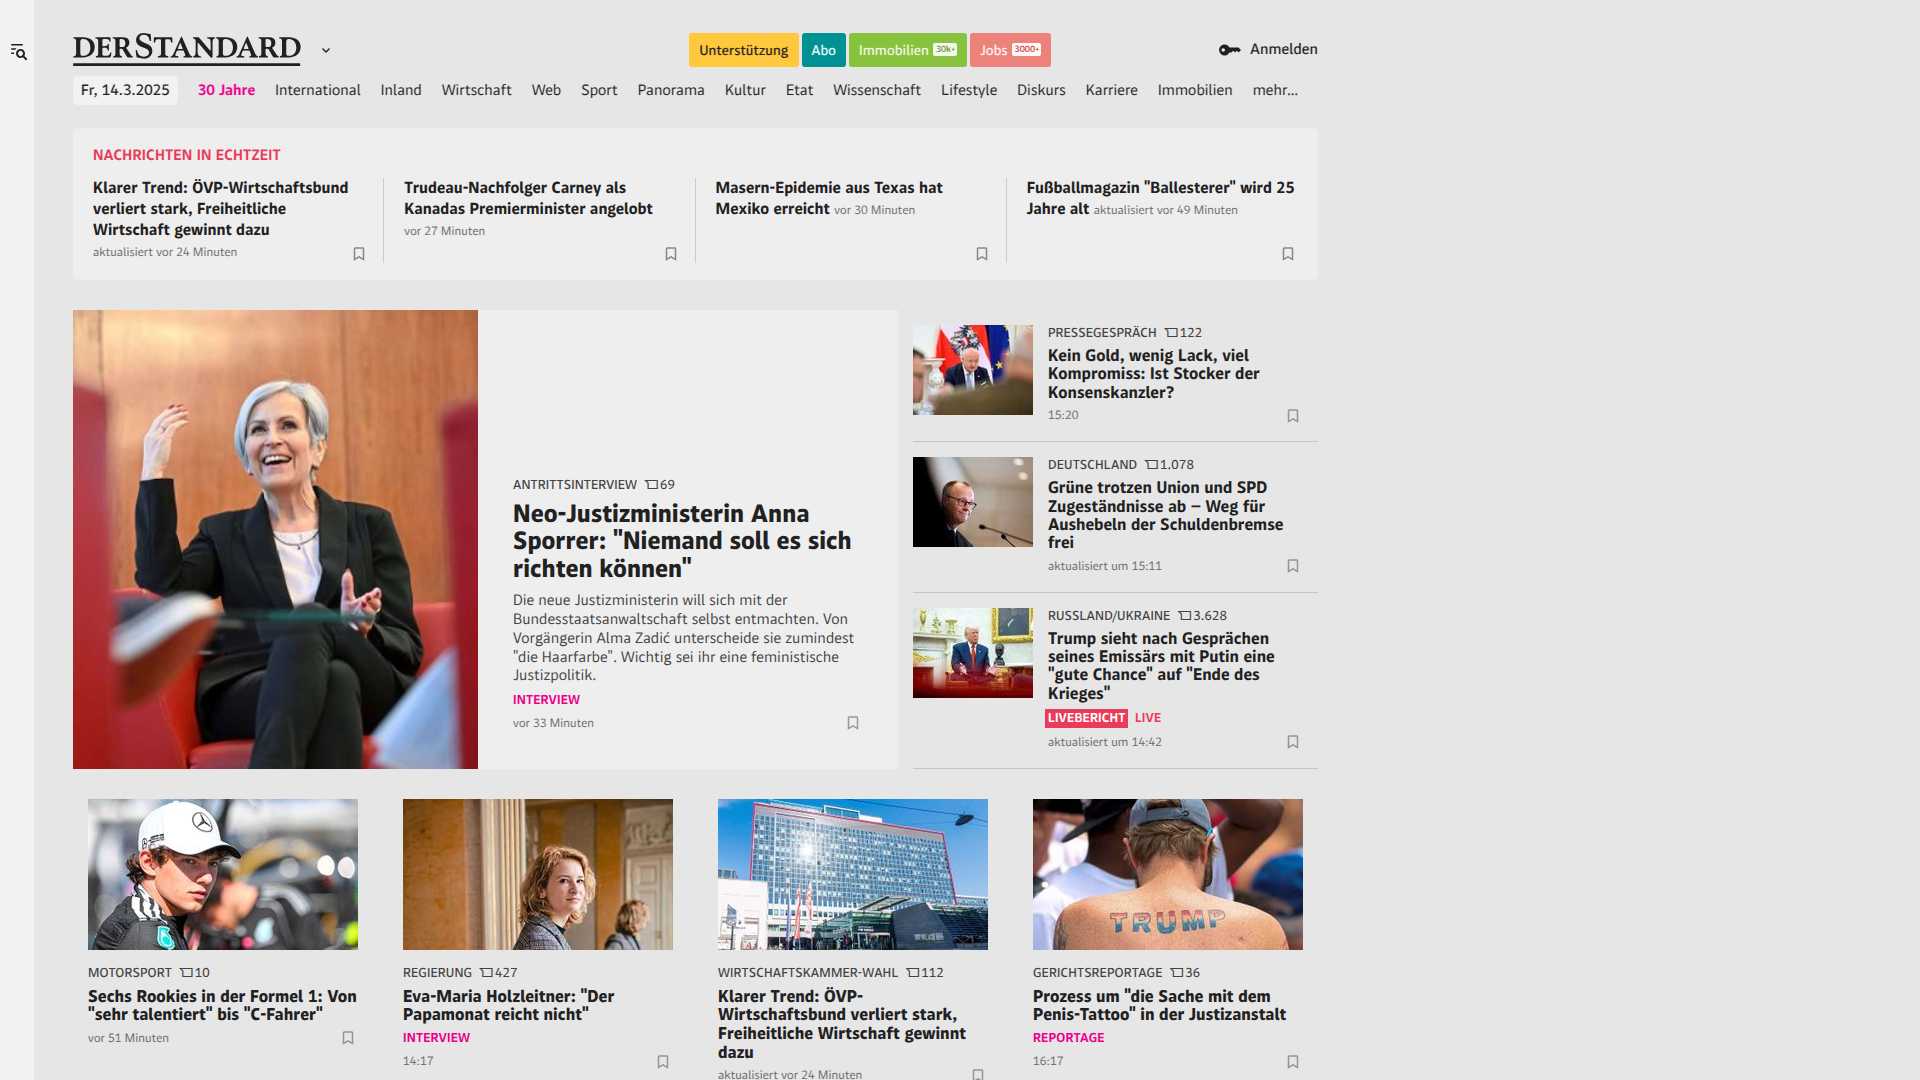 DERSTANDARD
Unterstützung
Abo
Immobilien 30k+
Jobs 3000+
Anmelden
Fr, 14.3.2025
30 Jahre
International
Inland
Wirtschaft
Web
Sport
Panorama
Kultur
Etat
Wissenschaft
Lifestyle
Diskurs
Karriere
Immobilien
mehr...
NACHRICHTEN IN ECHTZEIT
Klarer Trend: ÖVP-Wirtschaftsbund
verliert stark, Freiheitliche
Wirtschaft gewinnt dazu
aktualisiert vor 24 Minuten
Trudeau-Nachfolger Carney als
Kanadas Premierminister angelobt
vor 27 Minuten
Masern-Epidemie aus Texas hat
Mexiko erreicht vor 30 Minuten
Fußballmagazin "Ballesterer" wird 25
Jahre alt aktualisiert vor 49 Minuten
ANTRITTSINTERVIEW 69
Neo-Justizministerin Anna
Sporrer: "Niemand soll es sich
richten können"
Die neue Justizministerin will sich mit der
Bundesstaatsanwaltschaft selbst entmachten. Von
Vorgängerin Alma Zadić unterscheide sie zumindest
"die Haarfarbe". Wichtig sei ihr eine feministische
Justizpolitik.
INTERVIEW
vor 33 Minuten
PRESSEGESPRÄCH 122
Kein Gold, wenig Lack, viel
Kompromiss: Ist Stocker der
Konsenskanzler?
15:20
DEUTSCHLAND 1.078
Grüne trotzen Union und SPD
Zugeständnisse ab – Weg für
Aushebeln der Schuldenbremse
frei
aktualisiert um 15:11
RUSSLAND/UKRAINE 3.628
Trump sieht nach Gesprächen
seines Emissärs mit Putin eine
"gute Chance" auf "Ende des
Krieges"
LIVEBERICHT LIVE
aktualisiert um 14:42
MOTORSPORT 10
Sechs Rookies in der Formel 1: Von
"sehr talentiert" bis "C-Fahrer"
vor 51 Minuten
REGIERUNG 427
Eva-Maria Holzleitner: "Der
Papamonat reicht nicht"
INTERVIEW
14:17
WIRTSCHAFTSKAMMER-WAHL 112
Klarer Trend: ÖVP-
Wirtschaftsbund verliert stark,
Freiheitliche Wirtschaft gewinnt
dazu
aktualisiert vor 24 Minuten
TRUMP
GERICHTSREPORTAGE 36
Prozess um "die Sache mit dem
Penis-Tattoo" in der Justizanstalt
REPORTAGE
16:17